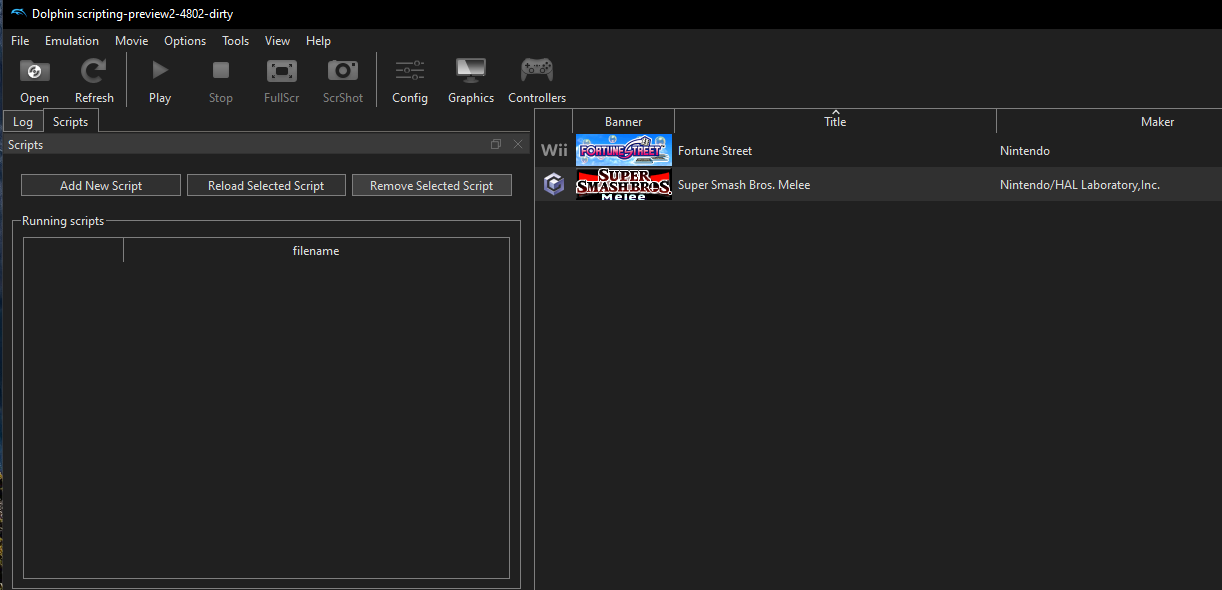 Dolphin scripting-preview2-4802-dirty
File Emulation Movie Options Tools View Help
Open Refresh Play Stop FullScr ScrShot Config Graphics Controllers
Log Scripts
Scripts
Add New Script Reload Selected Script Remove Selected Script
Running scripts
filename
Banner Title Maker
Wii FORTUNE STREET Fortune Street Nintendo
SUPER
SMASH BROS.
Melee
Super Smash Bros. Melee Nintendo/HAL Laboratory,Inc.